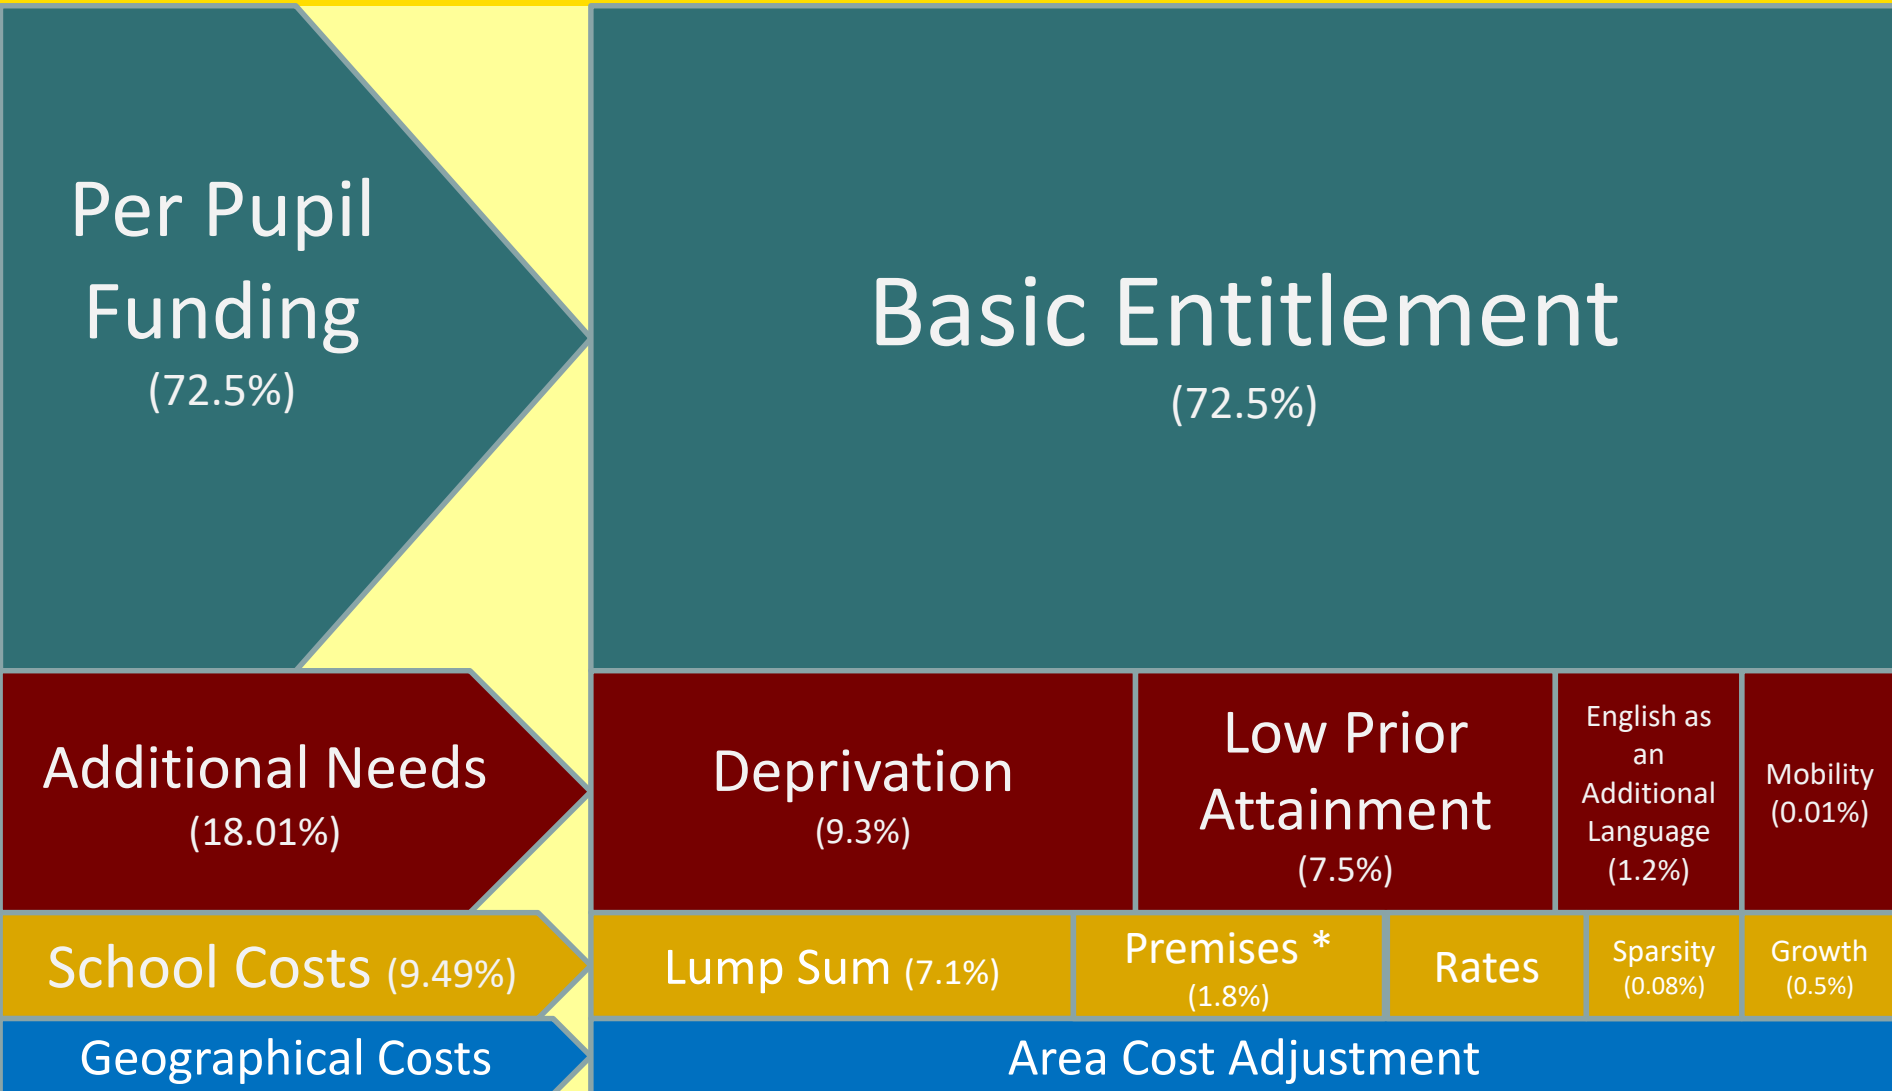 Per Pupil
Funding
(72.5%)
Basic Entitlement
(72.5%)
Additional Needs
(18.01%)
Deprivation
(9.3%)
Low Prior
Attainment
(7.5%)
English as
an
Additional
Language
(1.2%)
Mobility
(0.01%)
School Costs (9.49%)
Lump Sum (7.1%)
Premises *
(1.8%)
Rates
Sparsity
(0.08%)
Growth
(0.5%)
Geographical Costs
Area Cost Adjustment